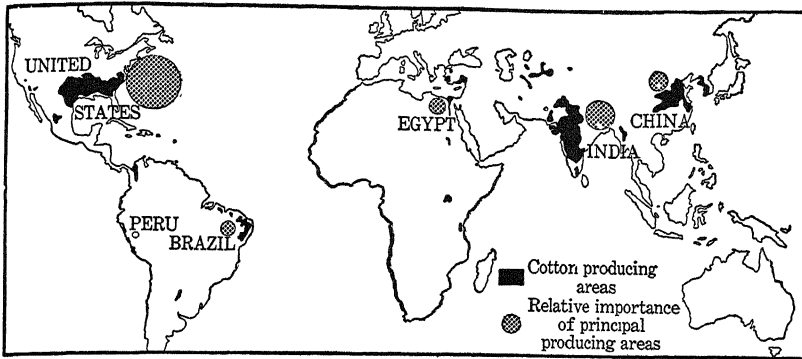 UNITED
STATES
EGYPT
INDIA
CHINA
PERU
BRAZIL
Cotton producing
areas
Relative importance
of principal
producing areas